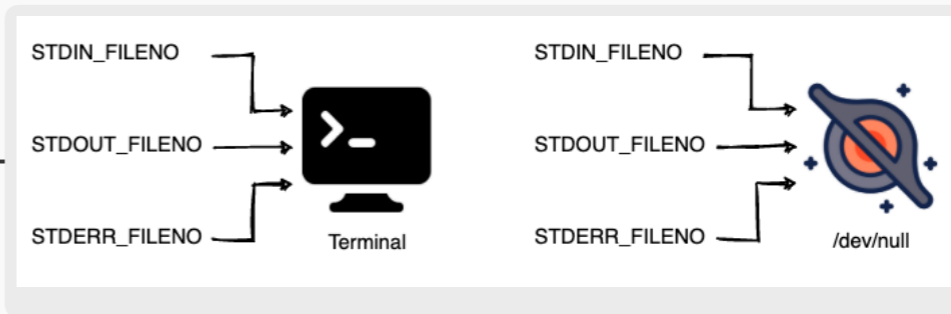 STDIN_FILENO
STDOUT_FILENO
STDERR_FILENO
Terminal
STDIN_FILENO
STDOUT_FILENO
STDERR_FILENO
/dev/null